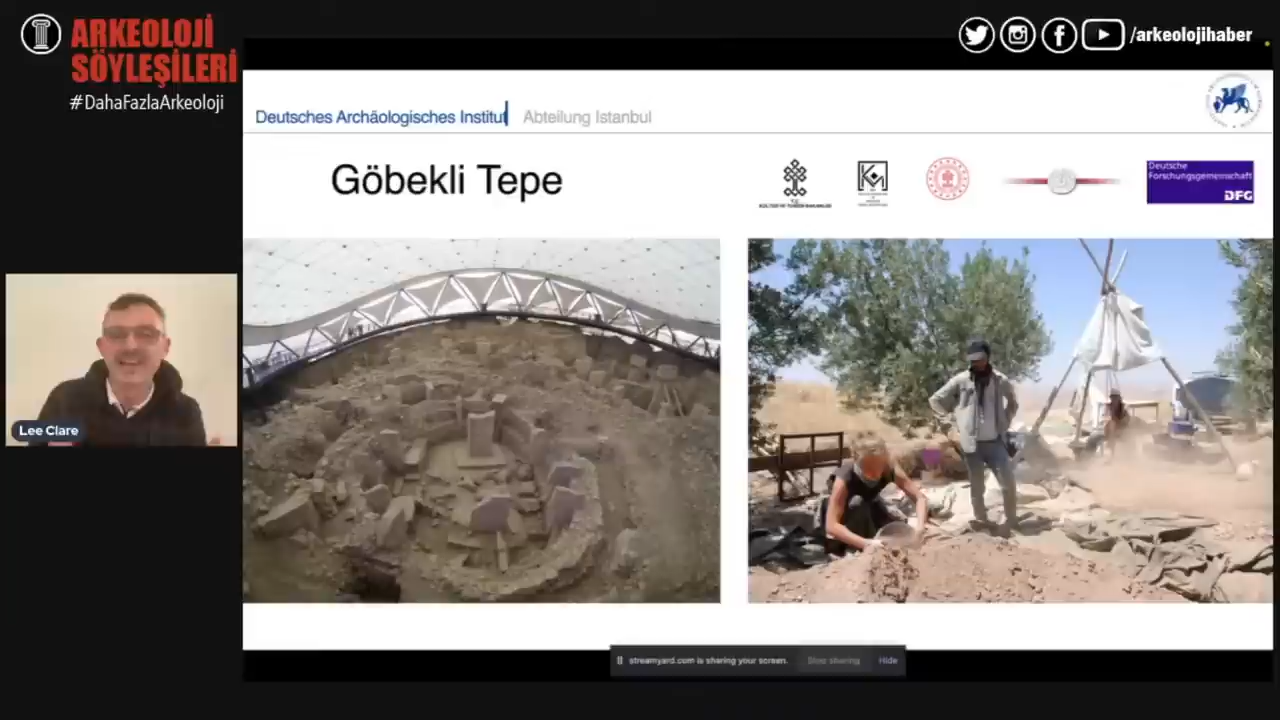 ARKEOLOJİ
SÖYLEŞİLERİ
#DahaFazlaArkeoloji
/arkeolojihaber
Deutsches Archäologisches Institut Abteilung Istanbul
Göbekli Tepe
Deutsche
Forschungsgemeinschaft
DFG
Lee Clare
streamyard.com is sharing your screen. Stop sharing Hide